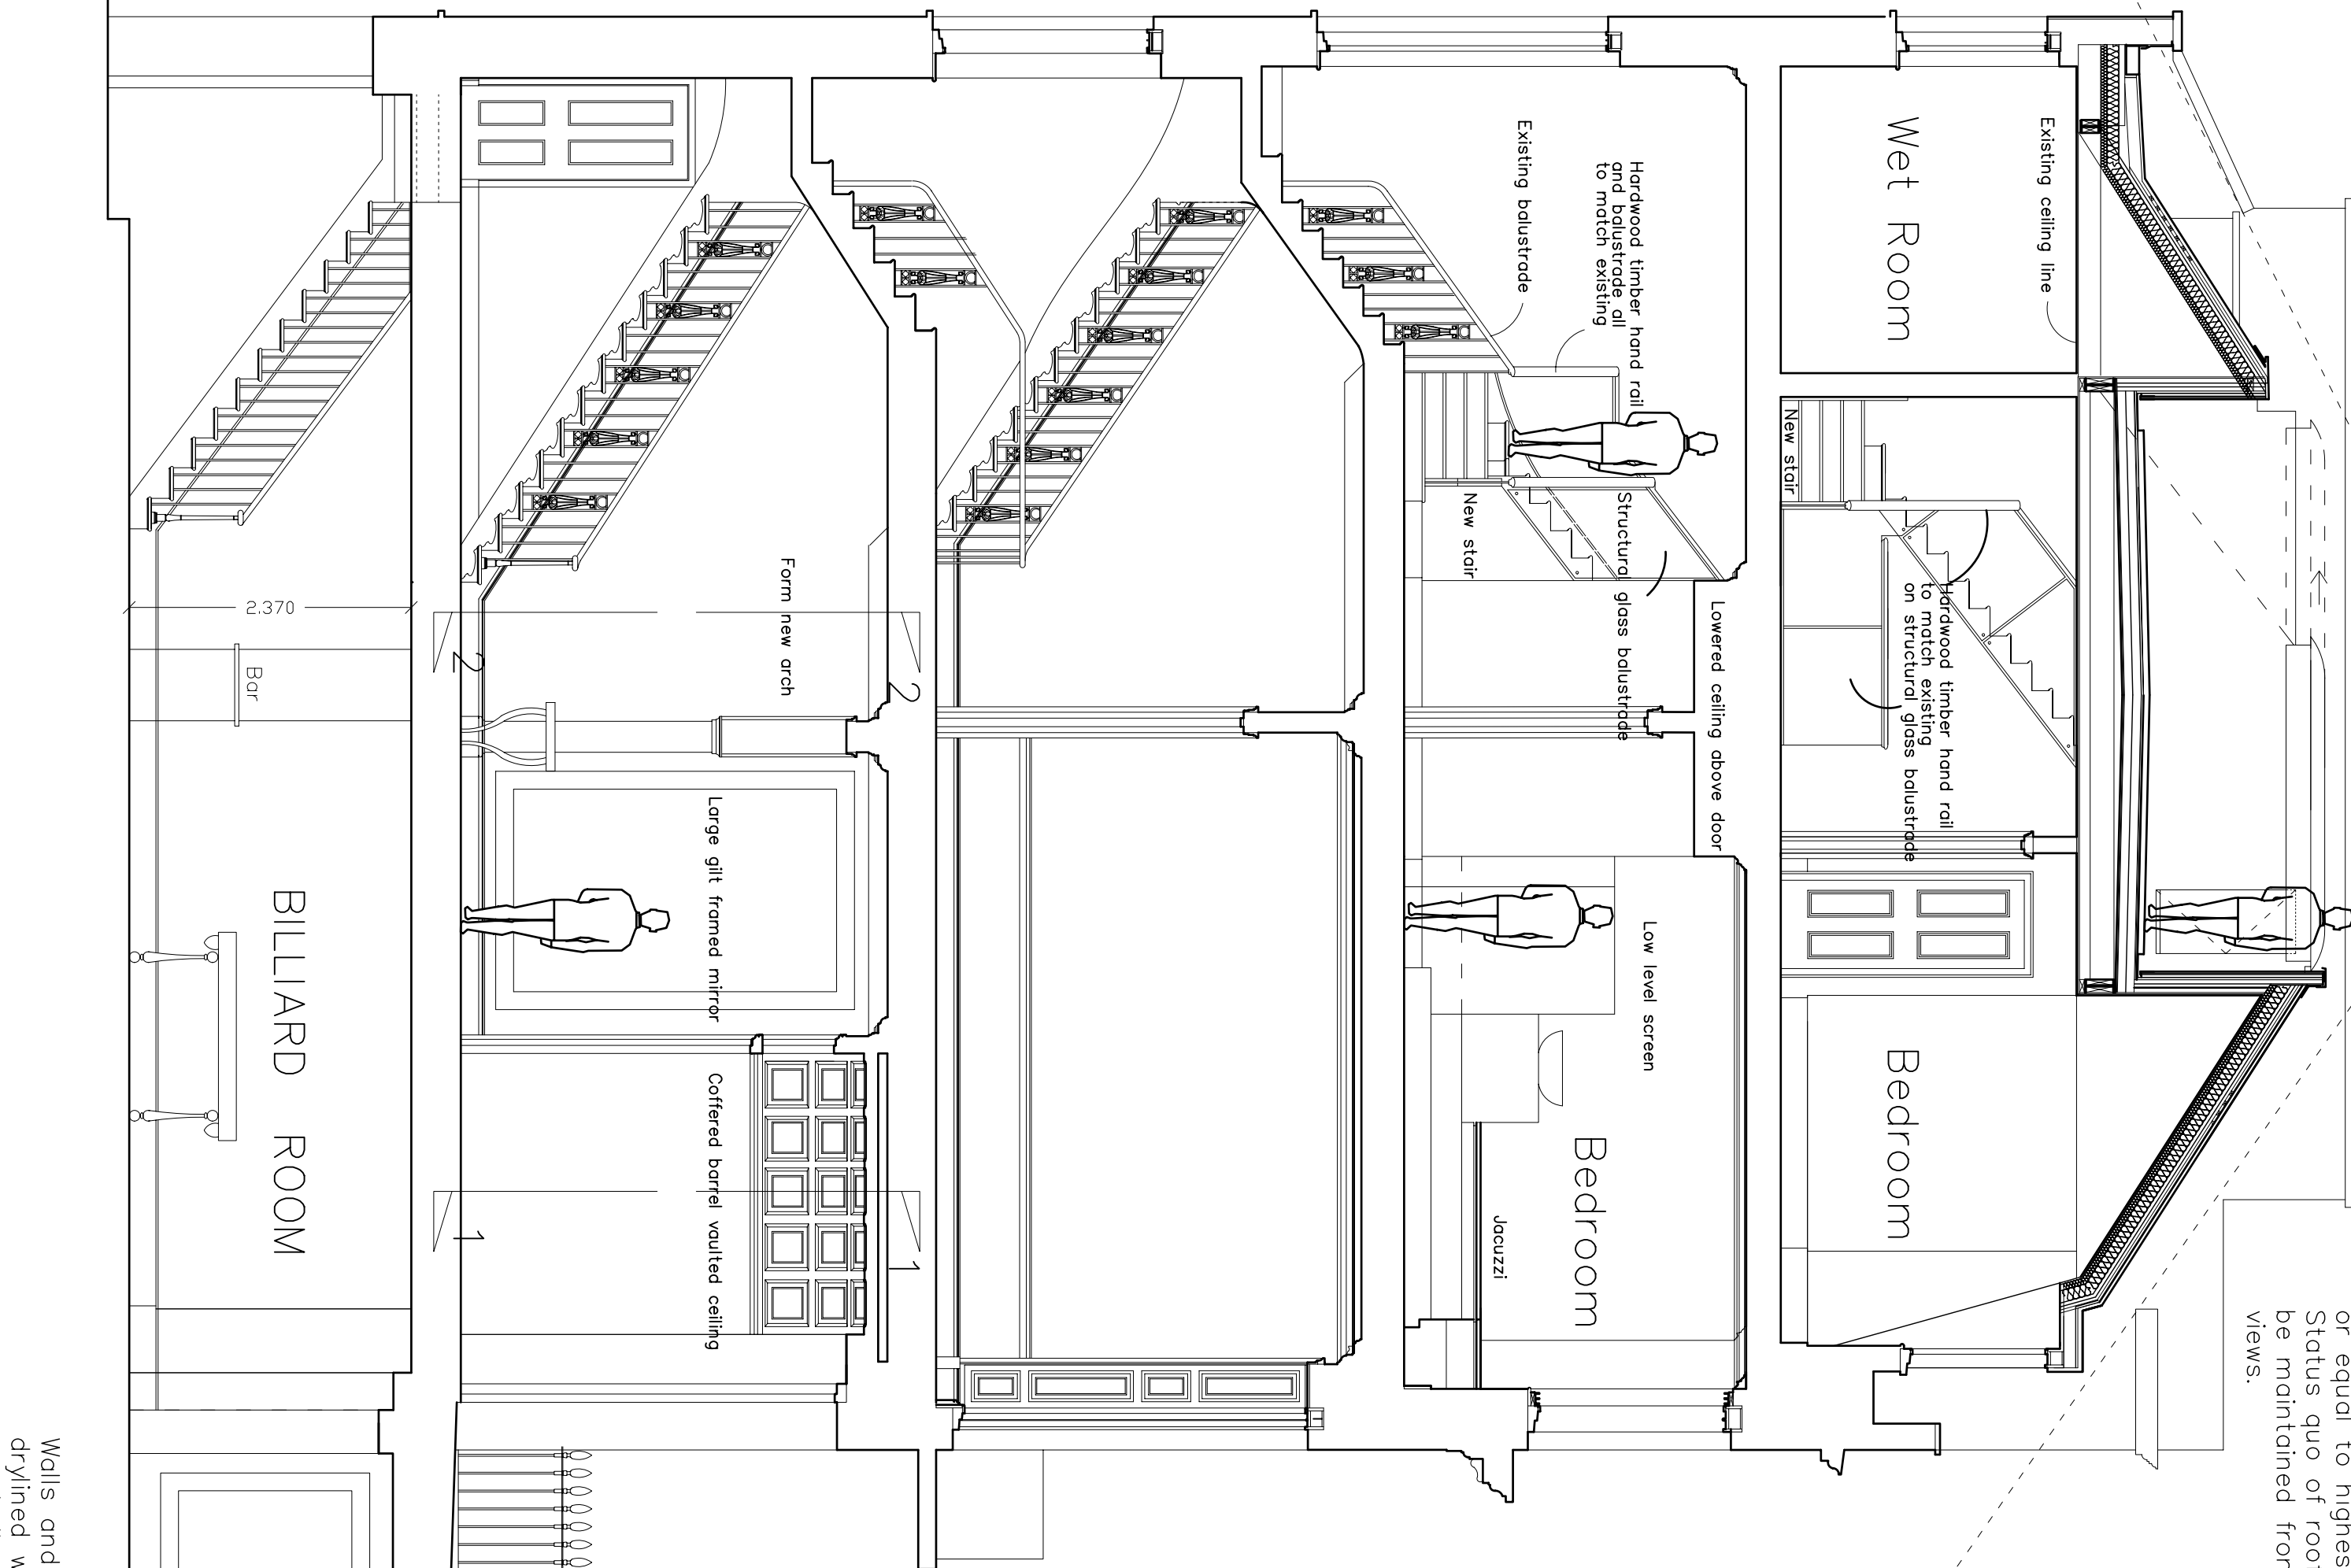 or equal to highes
Status quo of roof
be maintained fron
views.
Existing ceiling line
Wet Room
New stair
Hardwood timber hand rail
to match existing
on structural glass balustrade
Bedroom
Hardwood timber hand rail
and balustrade all
to match existing
Existing balustrade
Lowered ceiling above door
Structural glass balustrade
New stair
Low level screen
Bedroom
Jacuzzi
Form new arch
2
2
Large gilt framed mirror
Coffered barrel vaulted ceiling
1
1
2.370
Bar
BILLIARD ROOM
Walls and
drylined w